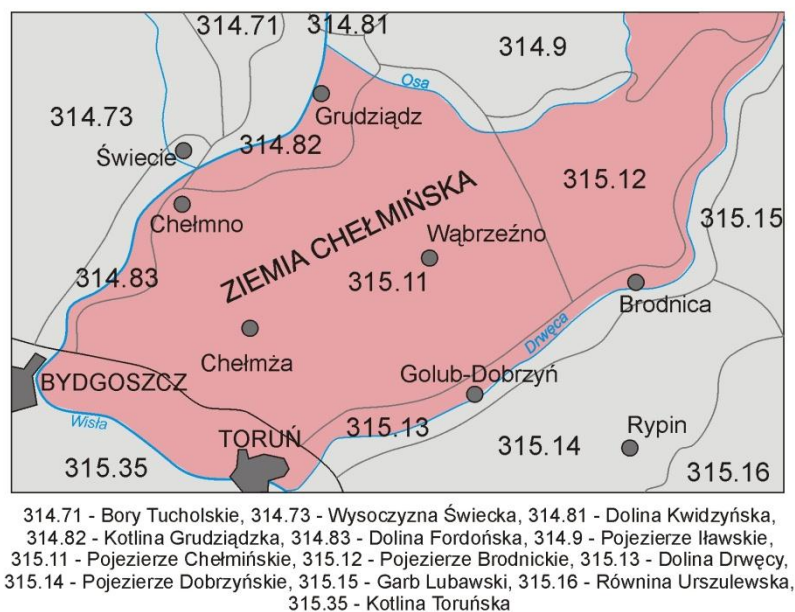 314.71
314.81
314.9
Osa
314.73
Grudziądz
Świecie
314.82
315.12
Chełmno
315.15
ZIEMIA CHEŁMIŃSKA
Wąbrzeźno
314.83
315.11
Brodnica
Drwęca
Chełmża
Golub-Dobrzyń
BYDGOSZCZ
Wisła
TORUŃ
315.13
Rypin
315.14
315.35
315.16
314.71 - Bory Tucholskie, 314.73 - Wysoczyzna Świecka, 314.81 - Dolina Kwidzyńska,
314.82 - Kotlina Grudziądzka, 314.83 - Dolina Fordońska, 314.9 - Pojezierze Iławskie,
315.11 - Pojezierze Chełmińskie, 315.12 - Pojezierze Brodnickie, 315.13 - Dolina Drwęcy,
315.14 - Pojezierze Dobrzyńskie, 315.15 - Garb Lubawski, 315.16 - Równina Urszulewska,
315.35 - Kotlina Toruńska